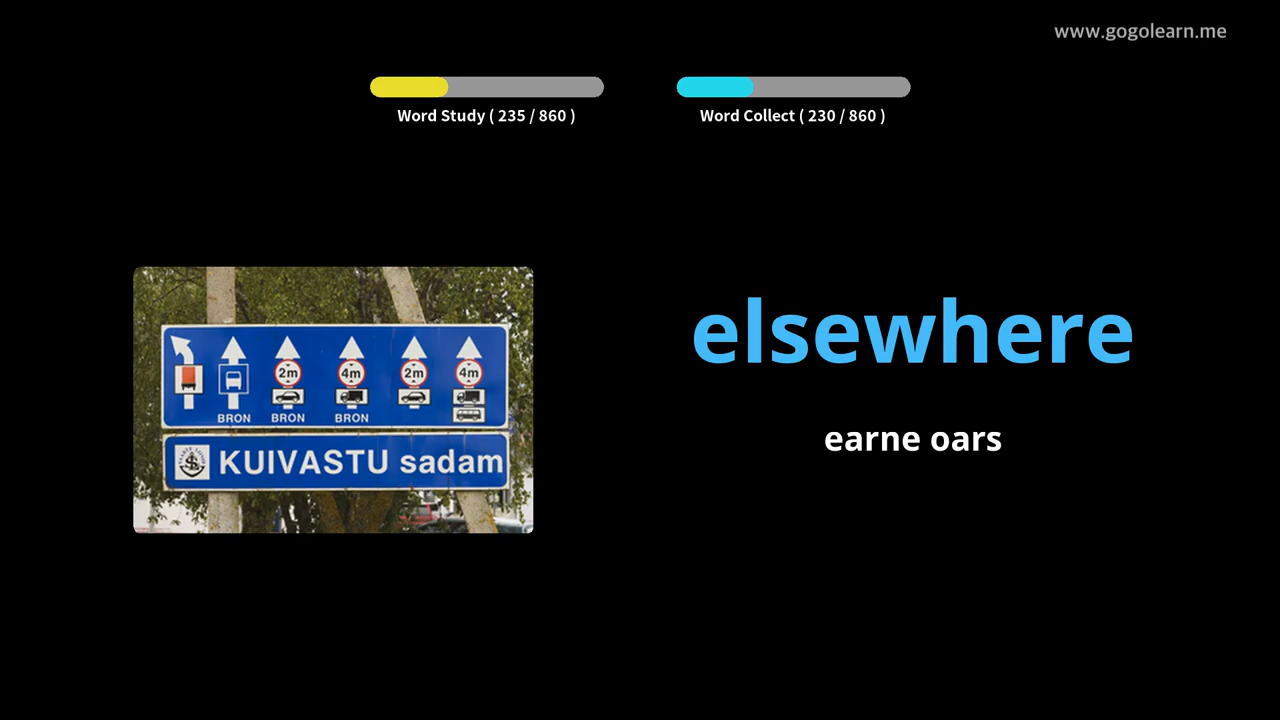 www.gogolearn.me
Word Study ( 235 / 860 )
Word Collect ( 230 / 860 )
2m 4m 2m 4m
BRON BRON BRON
KUIVASTU sadam
elsewhere
earne oars